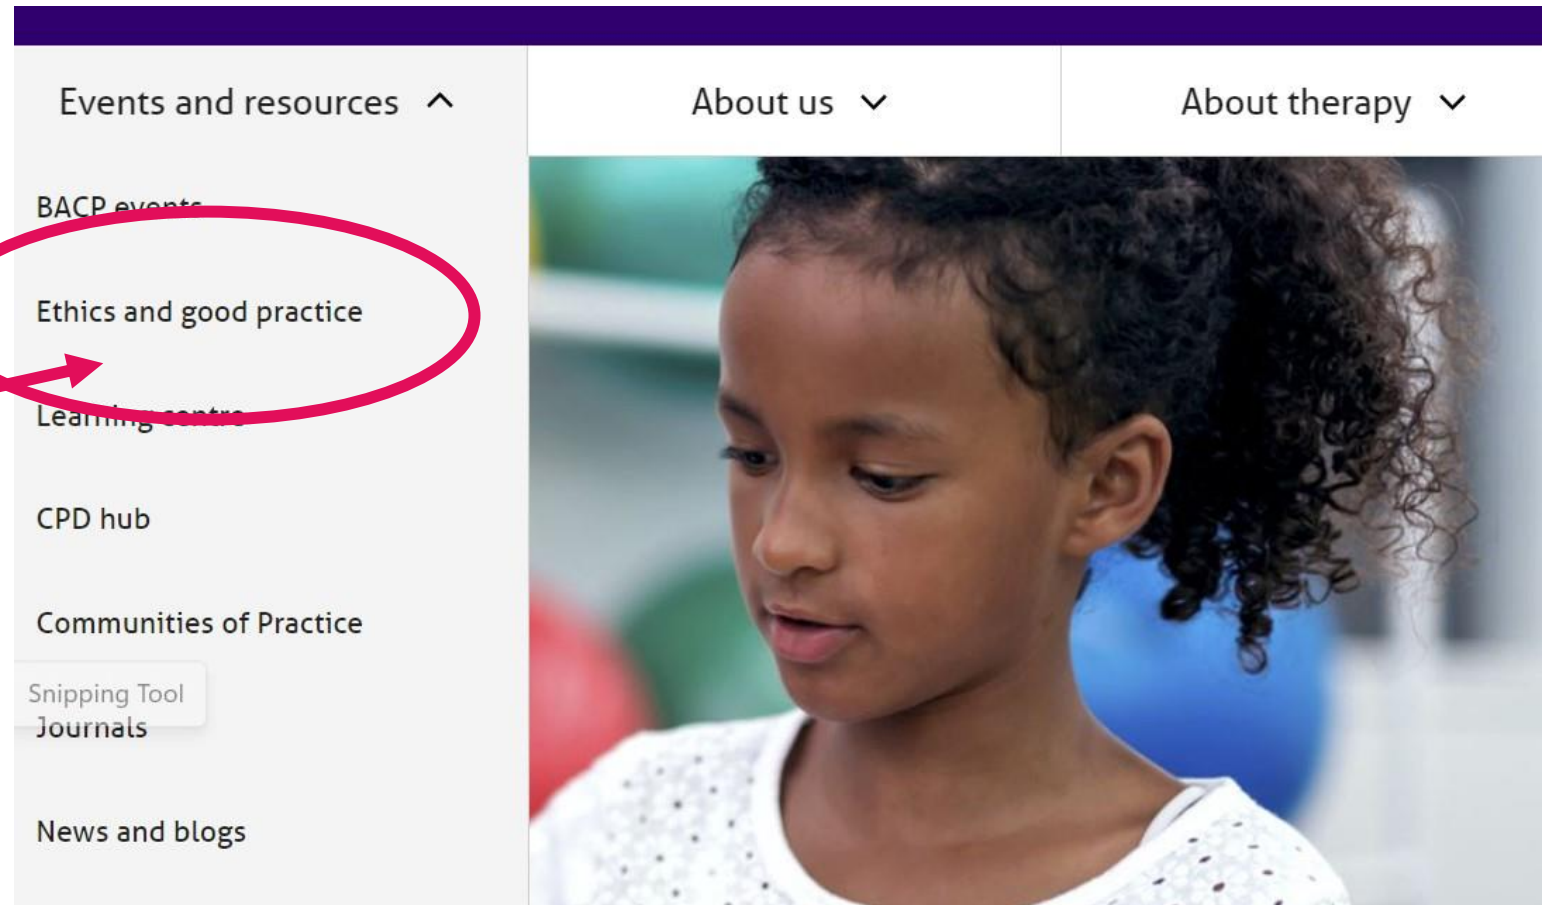 Events and resources
About us
About therapy
BACP events
Ethics and good practice
Learning centre
CPD hub
Communities of Practice
Snipping Tool
Journals
News and blogs